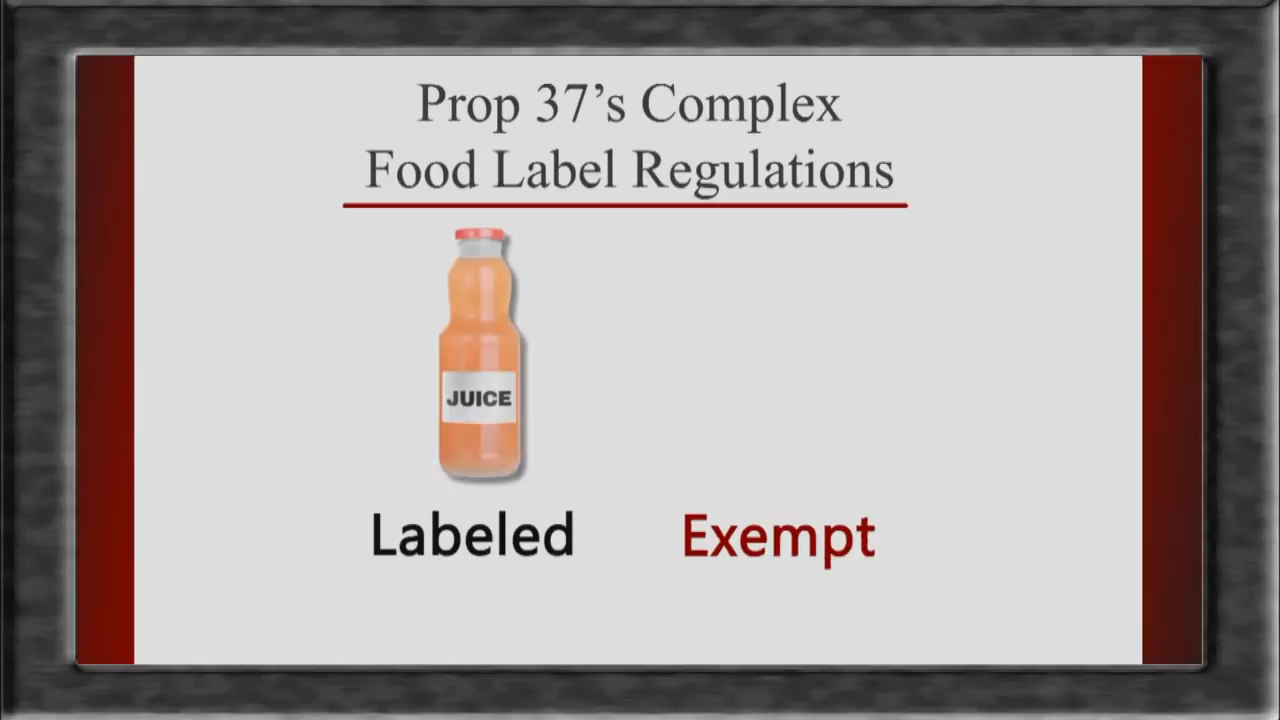 Prop 37’s Complex
Food Label Regulations
JUICE
Labeled
Exempt